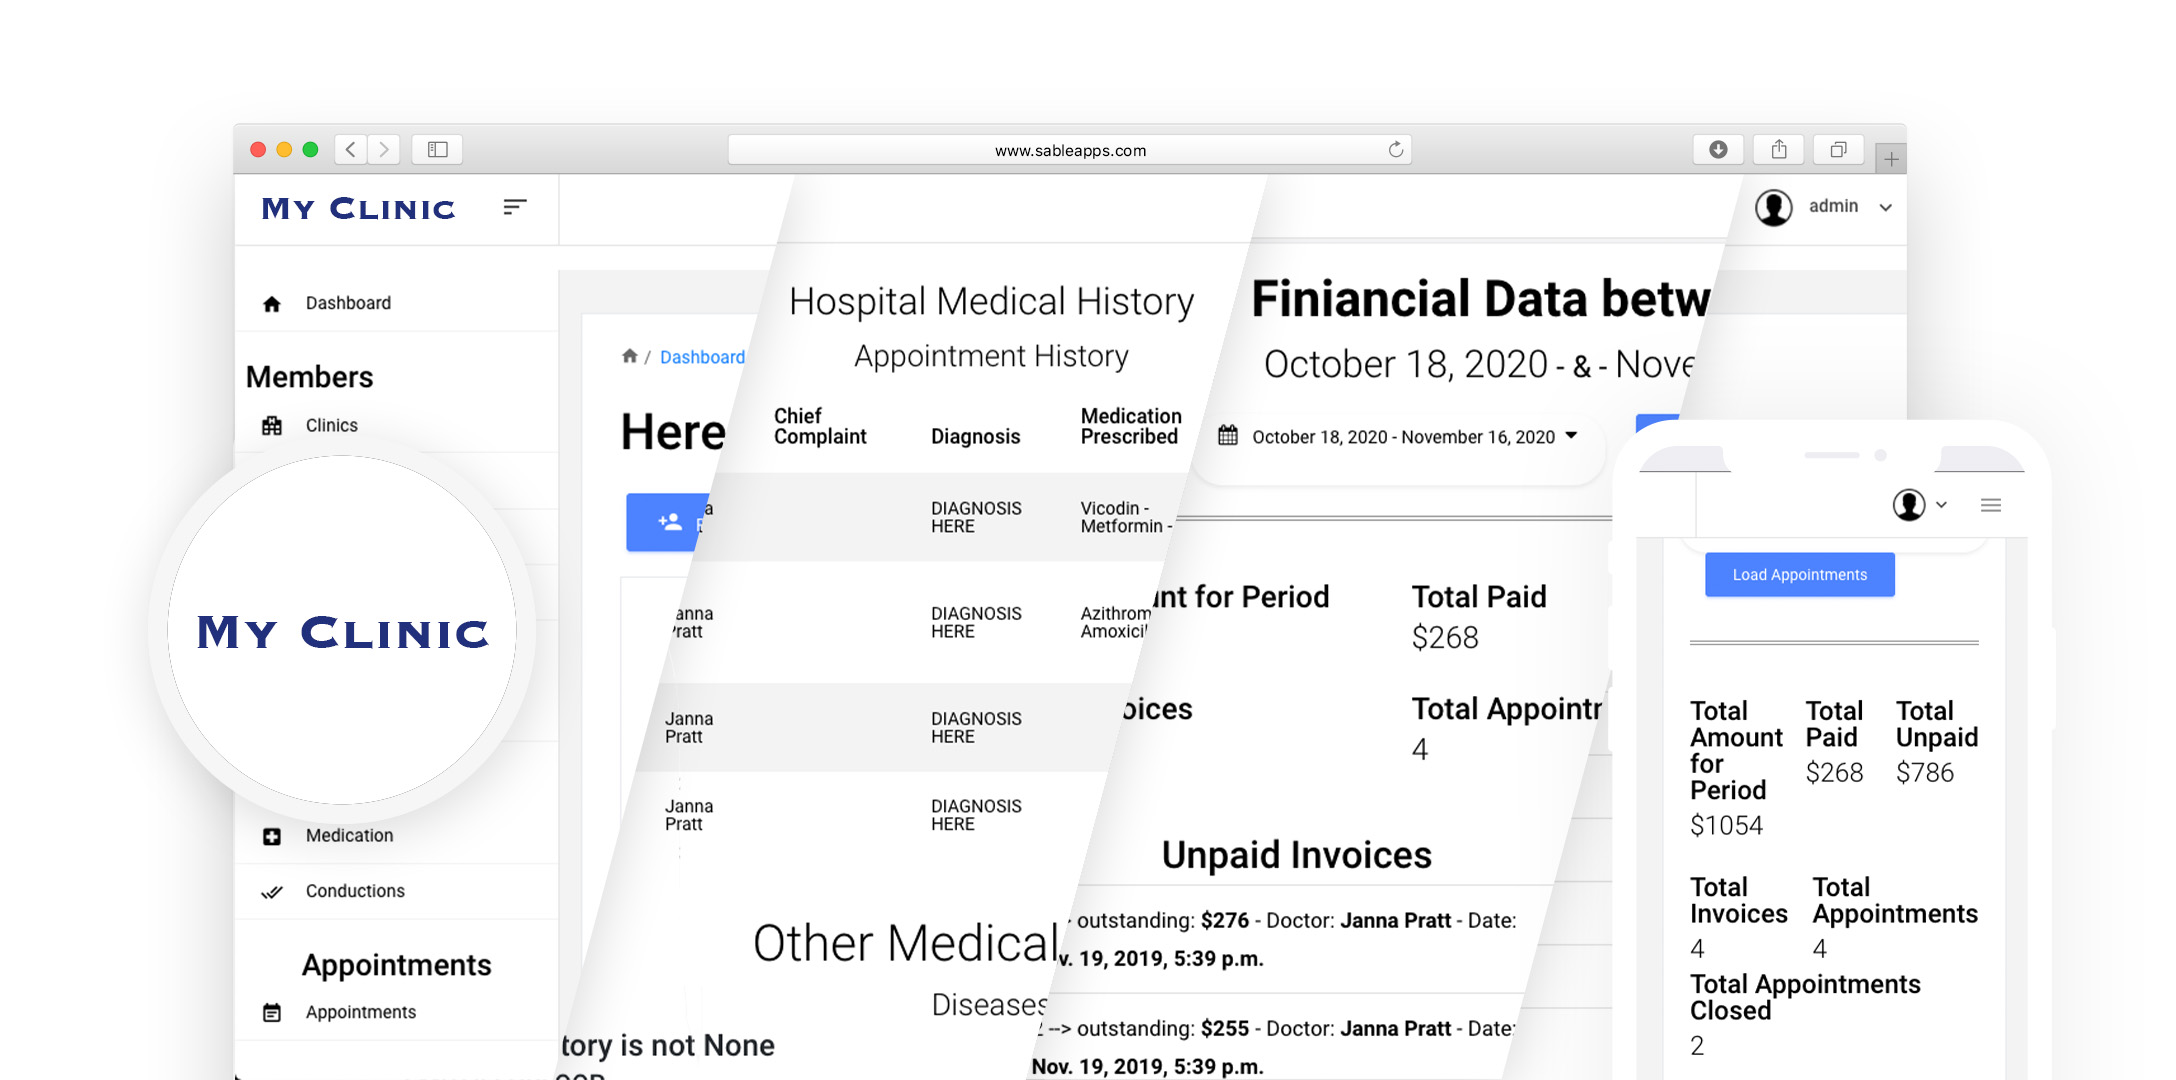 www.sableapps.com
MY CLINIC
admin
Dashboard
Members
Clinics
MY CLINIC
Medication
Conductions
Appointments
Appointments
/ Dashboard
Here
tory is not None
Hospital Medical History
Appointment History
Chief Complaint
Diagnosis
Medication Prescribed
DIAGNOSIS HERE
Vicodin -
Metformin -
anna
Pratt
DIAGNOSIS HERE
Azithrom
Amoxicil
Janna
Pratt
DIAGNOSIS HERE
Janna
Pratt
DIAGNOSIS HERE
Other Medical
Diseases
Finiancial Data betw
October 18, 2020 - & - Nove
October 18, 2020 - November 16, 2020
nt for Period
Total Paid
$268
oices
Total Appointr
4
Unpaid Invoices
outstanding: $276 - Doctor: Janna Pratt - Date:
v. 19, 2019, 5:39 p.m.
--> outstanding: $255 - Doctor: Janna Pratt - Date:
Nov. 19, 2019, 5:39 p.m.
Load Appointments
Total
Amount
for
Period
$1054
Total
Paid
$268
Total
Unpaid
$786
Total
Invoices
4
Total
Appointments
4
Total Appointments
Closed
2